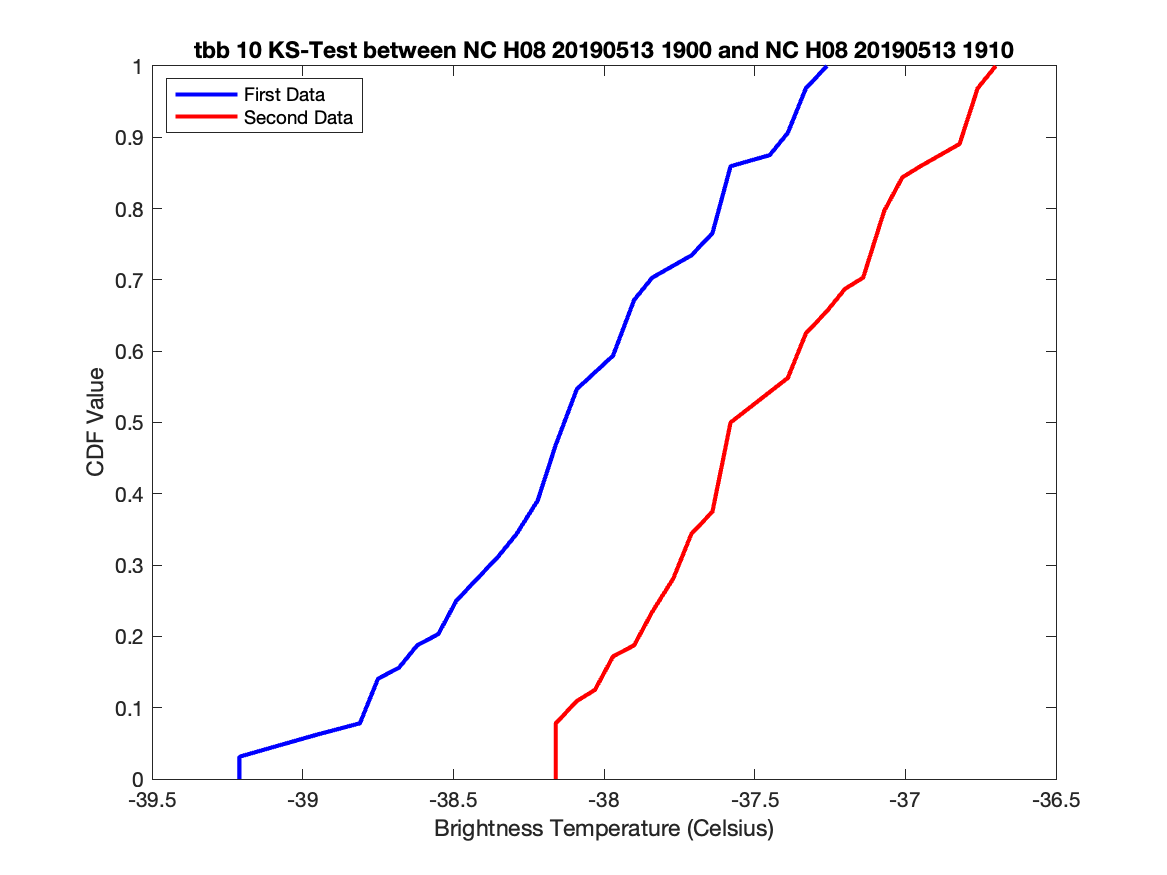 tbb 10 KS-Test between NC H08 20190513 1900 and NC H08 20190513 1910
First Data
Second Data
1
0.9
0.8
0.7
0.6
0.5
0.4
0.3
0.2
0.1
0
CDF Value
-39.5 -39 -38.5 -38 -37.5 -37 -36.5
Brightness Temperature (Celsius)